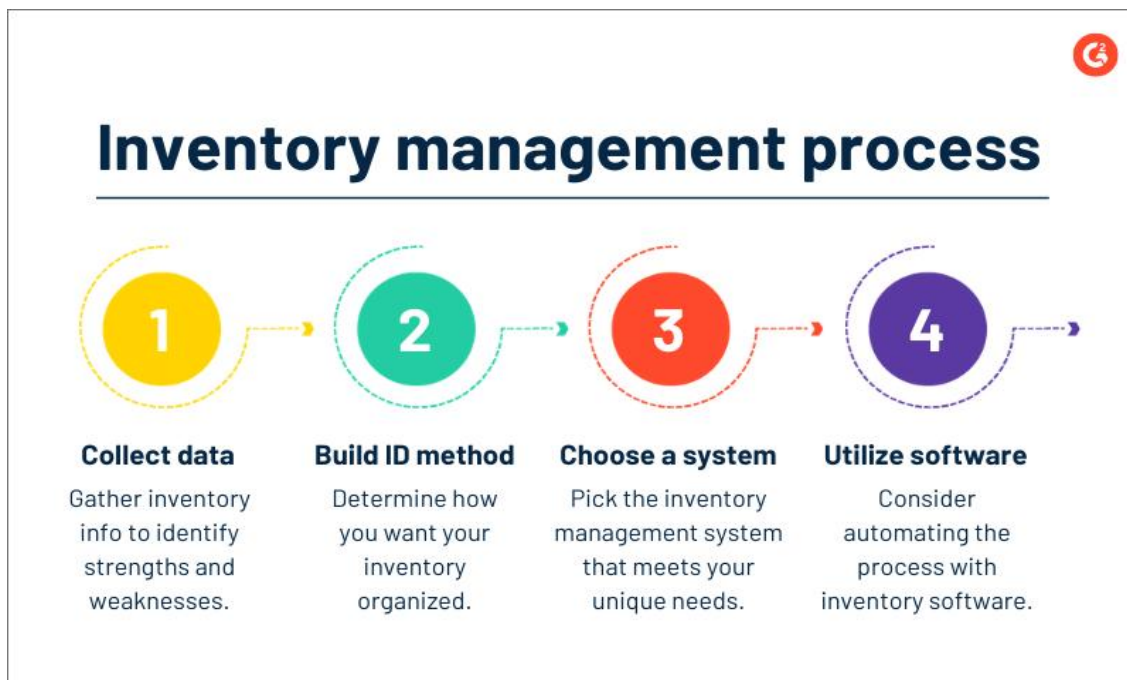 G2
Inventory management process
1
2
3
4
Collect data
Gather inventory
info to identify
strengths and
weaknesses.
Build ID method
Determine how
you want your
inventory
organized.
Choose a system
Pick the inventory
management system
that meets your
unique needs.
Utilize software
Consider
automating the
process with
inventory software.